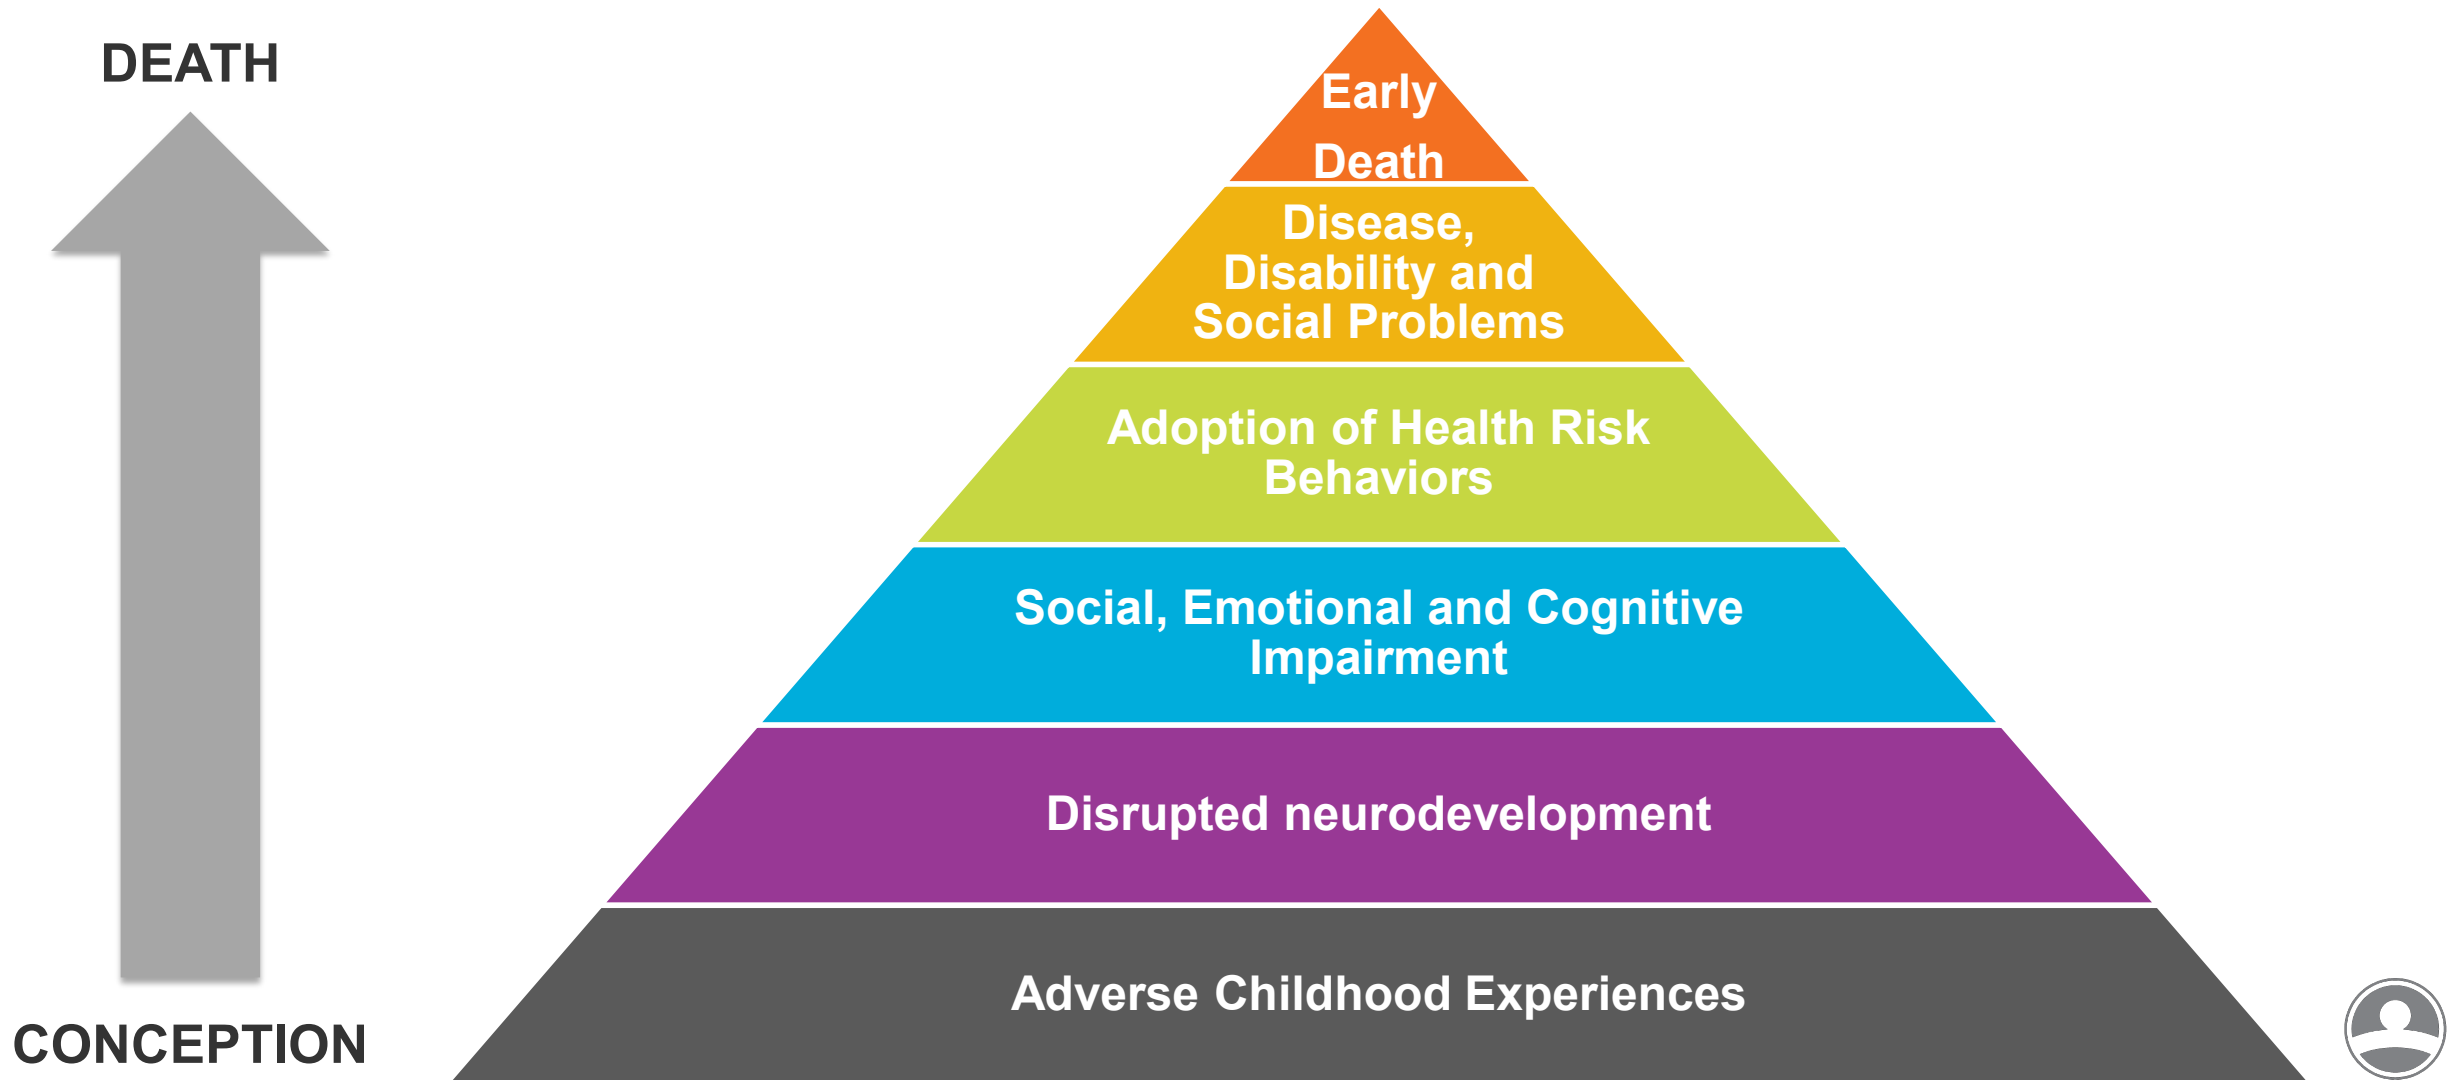 DEATH
Early
Death
Disease,
Disability and
Social Problems
Adoption of Health Risk
Behaviors
Social, Emotional and Cognitive
Impairment
Disrupted neurodevelopment
Adverse Childhood Experiences
CONCEPTION